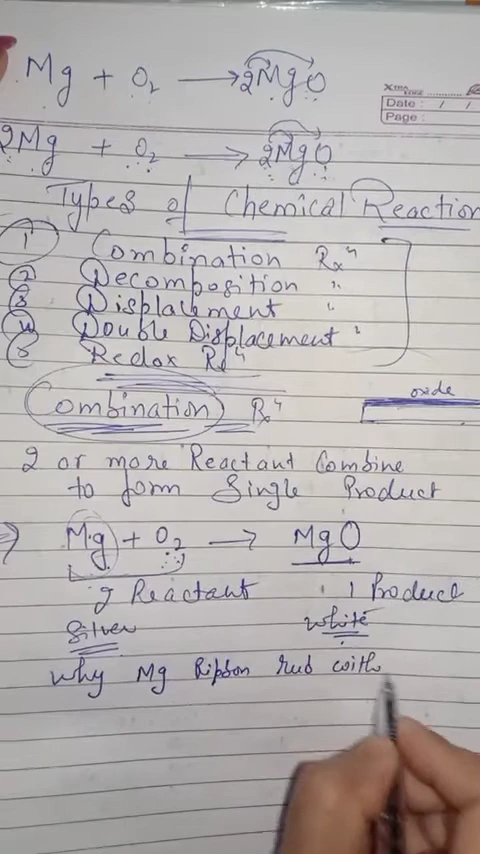 Mg + O₂ → 2MgO
Date : / /
Page :
2Mg + O₂ → 2MgO
Types of Chemical Reaction
1 Combination Rxⁿ
2 Decomposition "
3 Displacement "
4 Double Displacement "
5 Redox Rxⁿ
Combination Rxⁿ
oxide
2 or more Reactant Combine
to form Single Product
⇒ Mg + O₂ → MgO
2 Reactant 1 Product
Silver white
why Mg Ribbon rub with